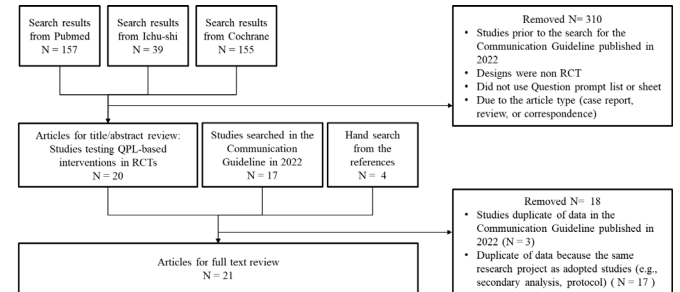 Search results
from Pubmed
N = 157
Search results
from Ichu-shi
N = 39
Search results
from Cochrane
N = 155
Removed N= 310
• Studies prior to the search for the
Communication Guideline published in
2022
• Designs were non RCT
• Did not use Question prompt list or sheet
• Due to the article type (case report,
review, or correspondence)
Articles for title/abstract review:
Studies testing QPL-based
interventions in RCTs
N = 20
Studies searched in the
Communication
Guideline in 2022
N = 17
Hand search
from the
references
N = 4
Removed N= 18
• Studies duplicate of data in the
Communication Guideline published in
2022 (N = 3)
• Duplicate of data because the same
research project as adopted studies (e.g.,
secondary analysis, protocol) ( N = 17 )
Articles for full text review
N = 21